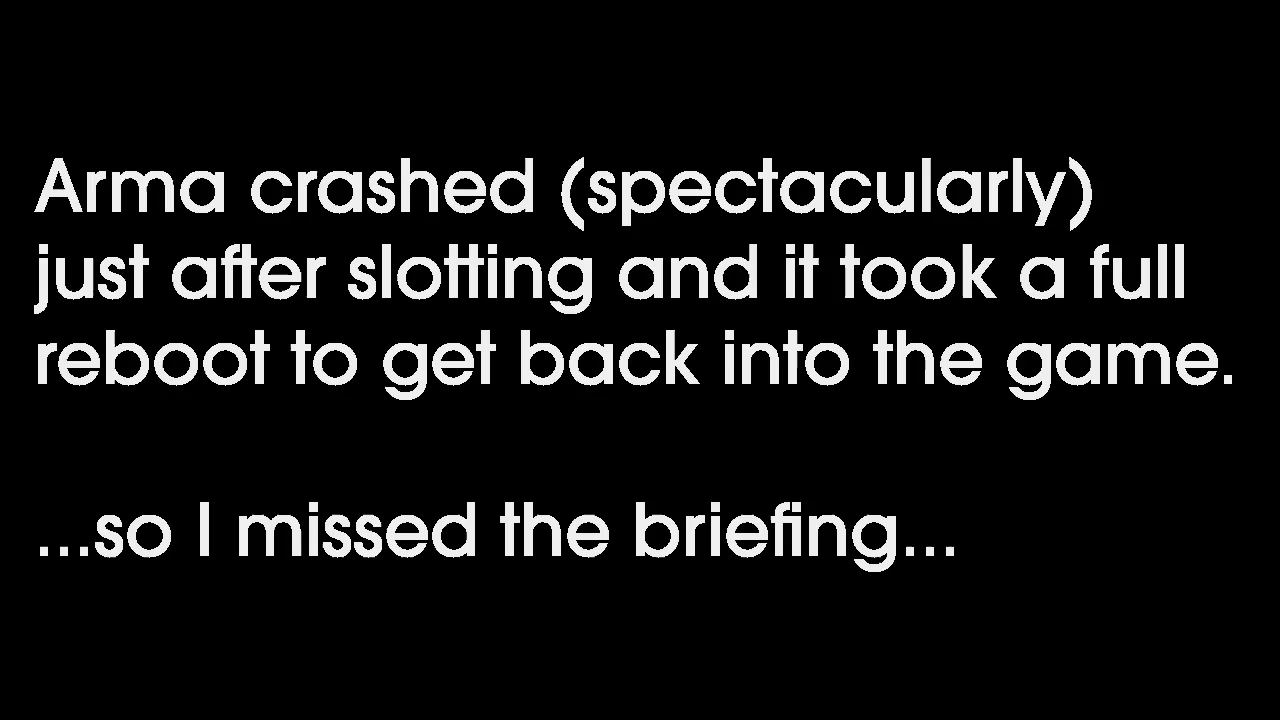 Arma crashed (spectacularly)
just after slotting and it took a full
reboot to get back into the game.
...so I missed the briefing...